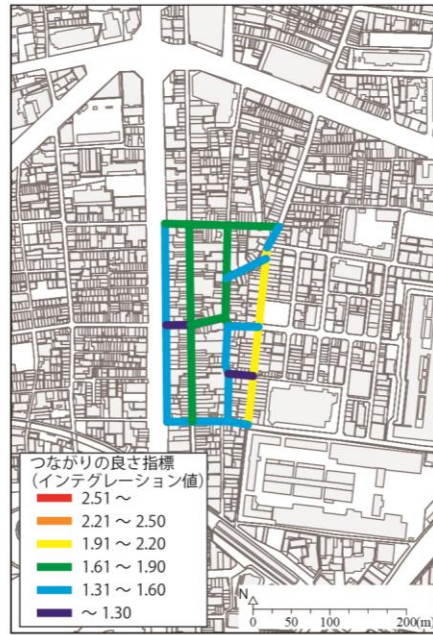 つながりの良さ指標
（インテグレーション値）
2.51 ～
2.21 ～ 2.50
1.91 ～ 2.20
1.61 ～ 1.90
1.31 ～ 1.60
～ 1.30
N
0 50 100 200(m)